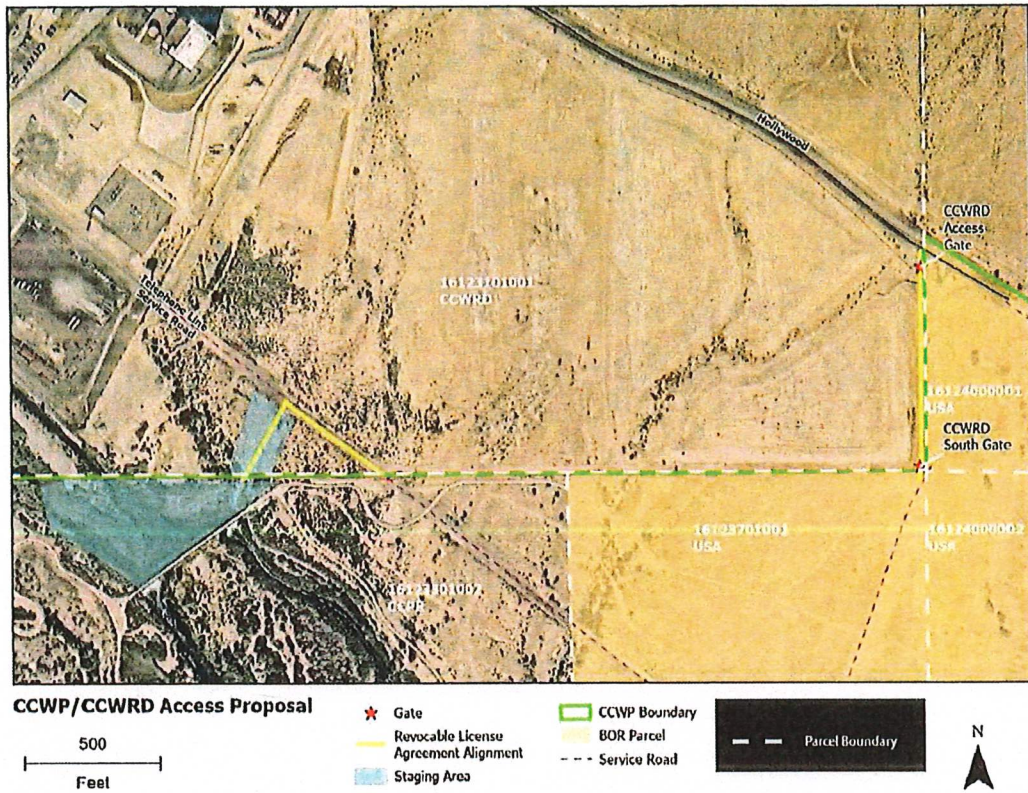 Hollywood
CCWRD
Access
Gate
16123101001
CCWRD
Telephone Line
Service Road
16124000001
USA
CCWRD
South Gate
16123701001
USA
16124000002
USA
CCPR
CCWP/CCWRD Access Proposal
500
Feet
Gate
Revocable License
Agreement Alignment
Staging Area
CCWP Boundary
BOR Parcel
Service Road
Parcel Boundary
N